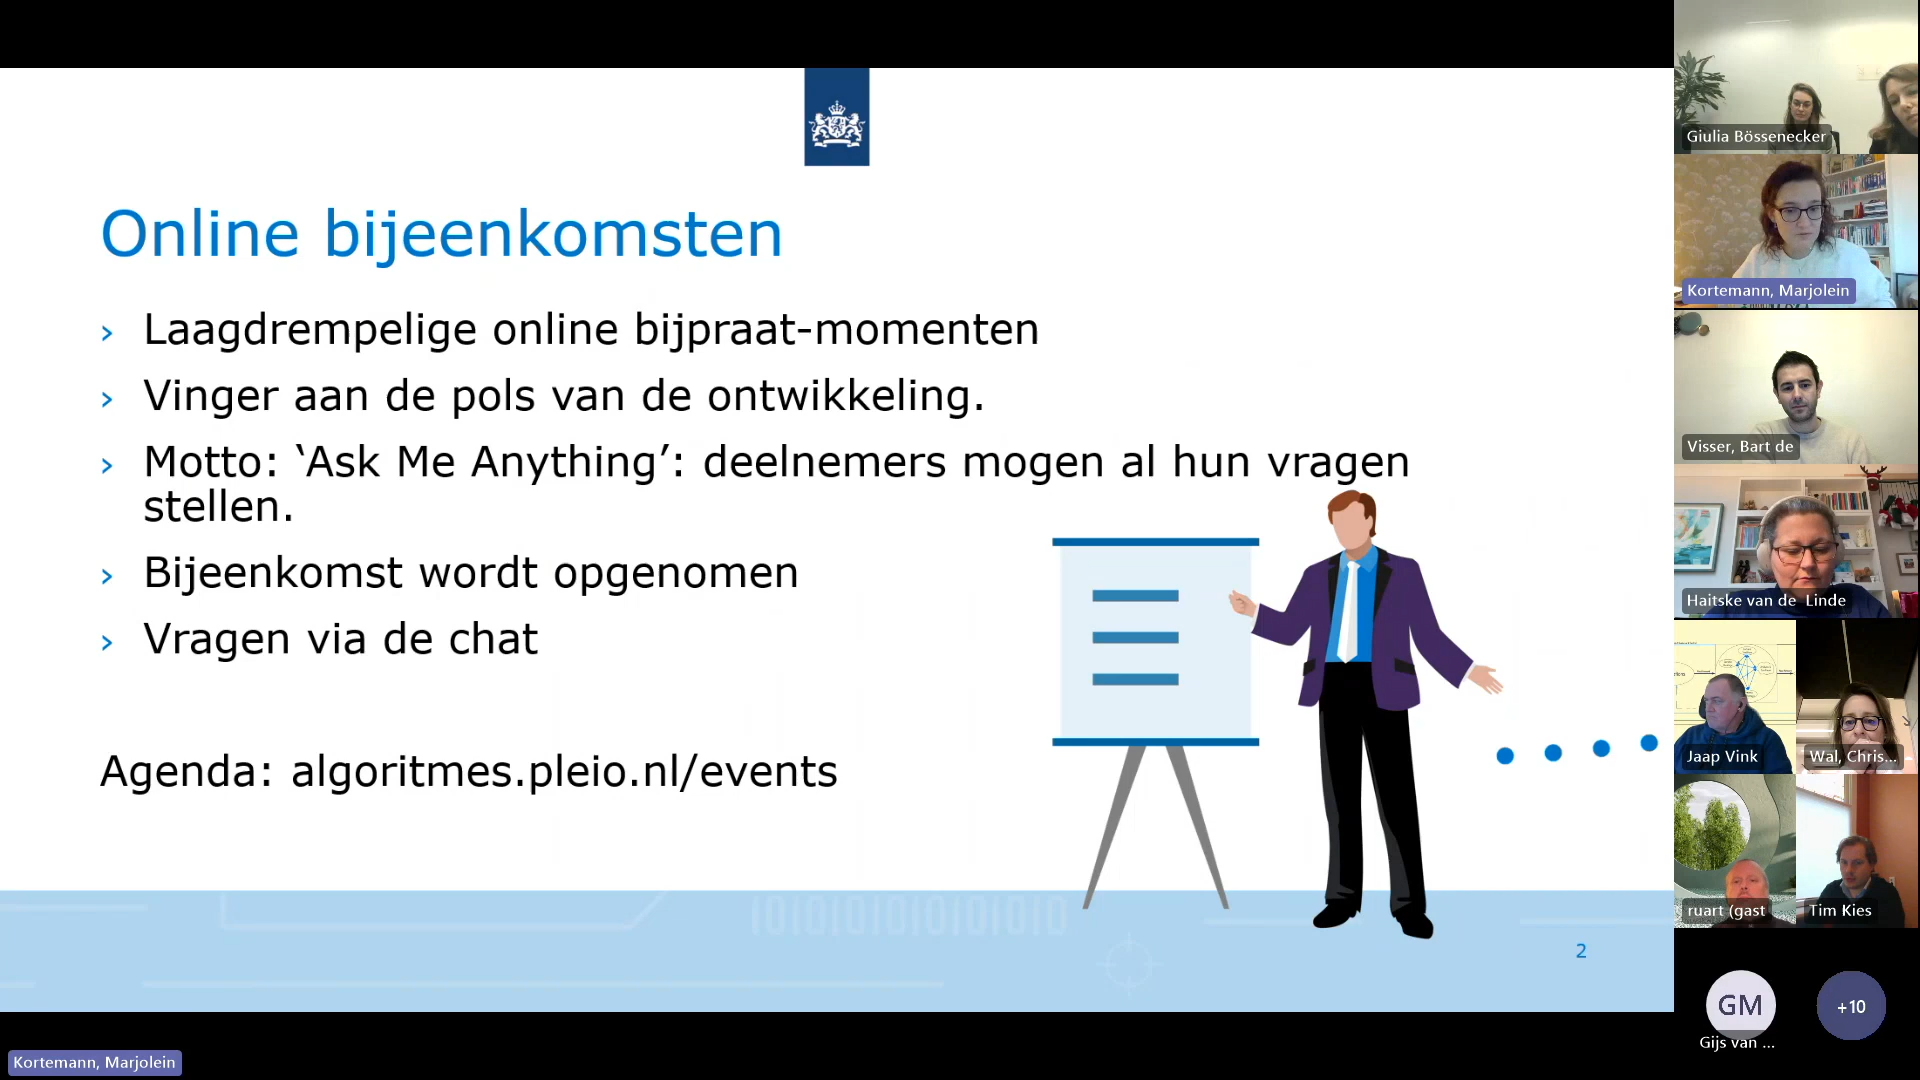 Online bijeenkomsten
› Laagdrempelige online bijpraat-momenten
› Vinger aan de pols van de ontwikkeling.
› Motto: ‘Ask Me Anything’: deelnemers mogen al hun vragen
stellen.
› Bijeenkomst wordt opgenomen
› Vragen via de chat
Agenda: algoritmes.pleio.nl/events
2
Kortemann, Marjolein
Giulia Bössenecker
Kortemann, Marjolein
Visser, Bart de
Haitske van de Linde
Jaap Vink
Wal, Chris...
ruart (gast
Tim Kies
GM
Gijs van ...
+10